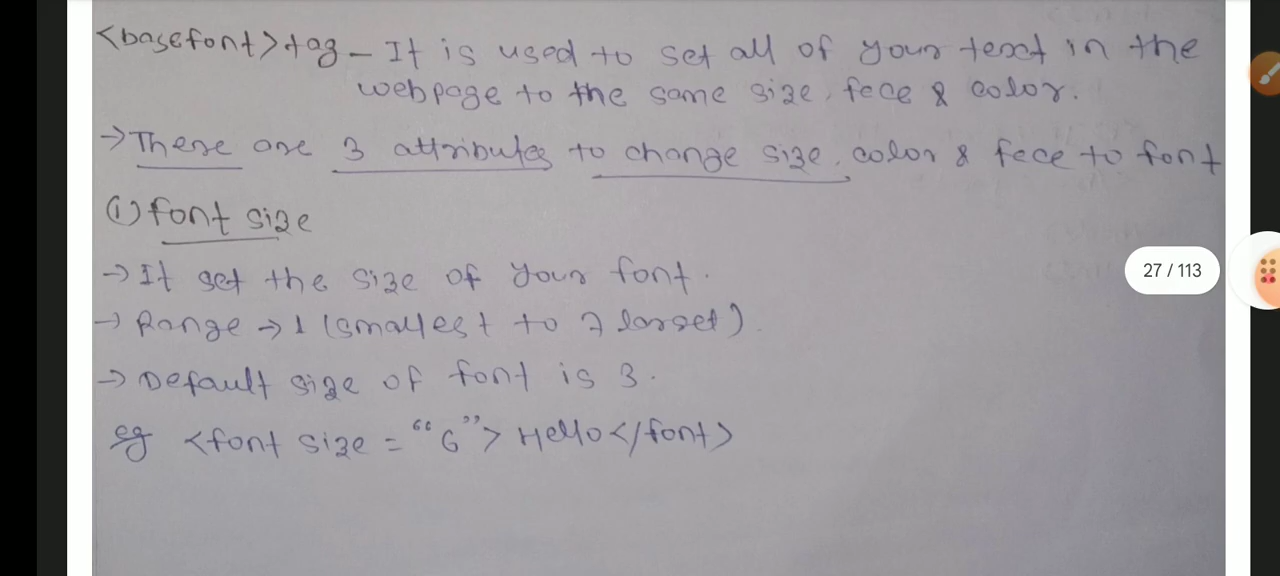 <basefont> tag - It is used to set all of your text in the
webpage to the same size, fece & color.
→ There are 3 attributes to change size, color & fece to font
① font size
→ It set the size of your font.
27 / 113
→ Range → 1 (smallest to 7 larset).
→ Default size of font is 3.
eg <font size = "6"> Hello</font>